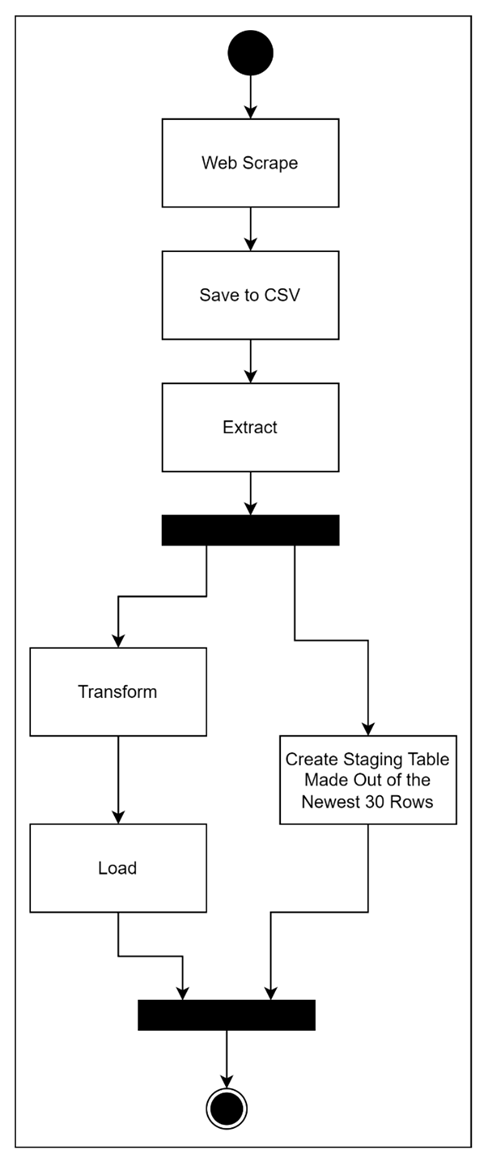 Web Scrape
Save to CSV
Extract
Transform
Create Staging Table
Made Out of the
Newest 30 Rows
Load